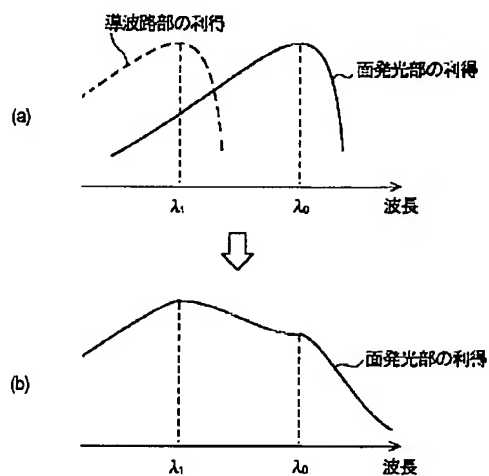 導波路部の利得
面発光部の利得
(a)
λ₁
λ₀
波長
面発光部の利得
(b)
λ₁
λ₀
波長